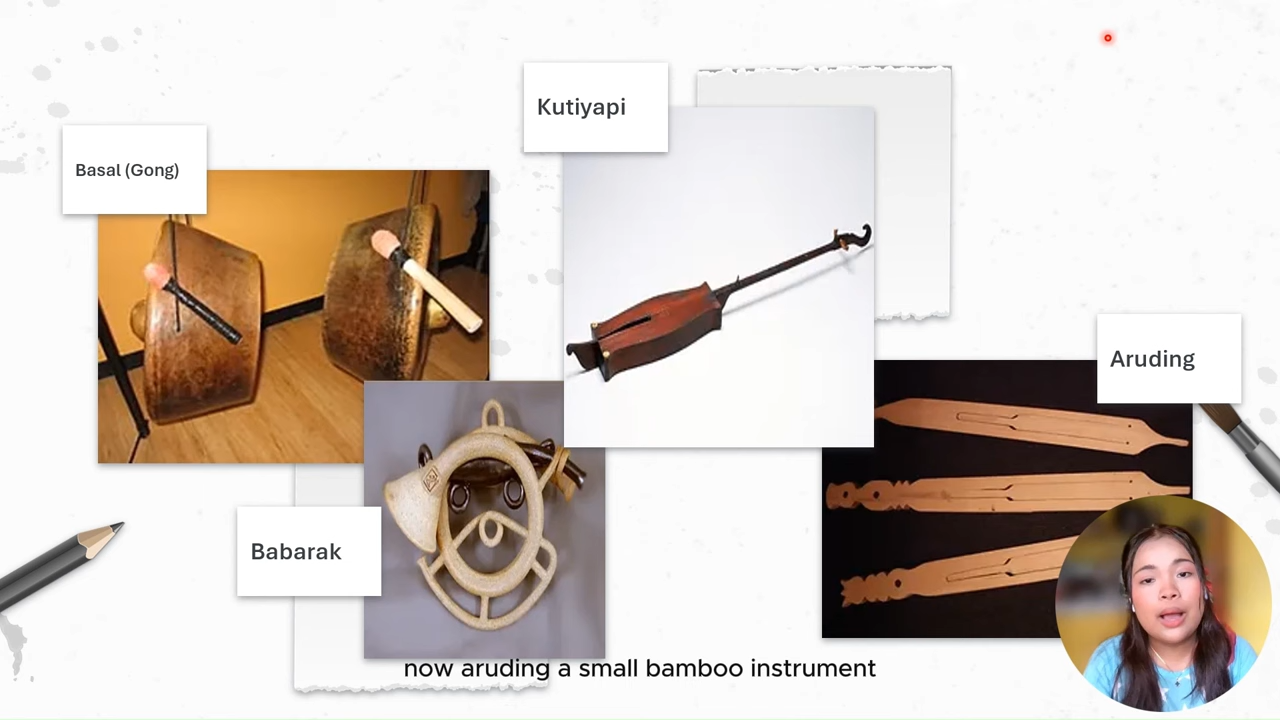 Kutiyapi
Basal (Gong)
Aruding
Babarak
now aruding a small bamboo instrument